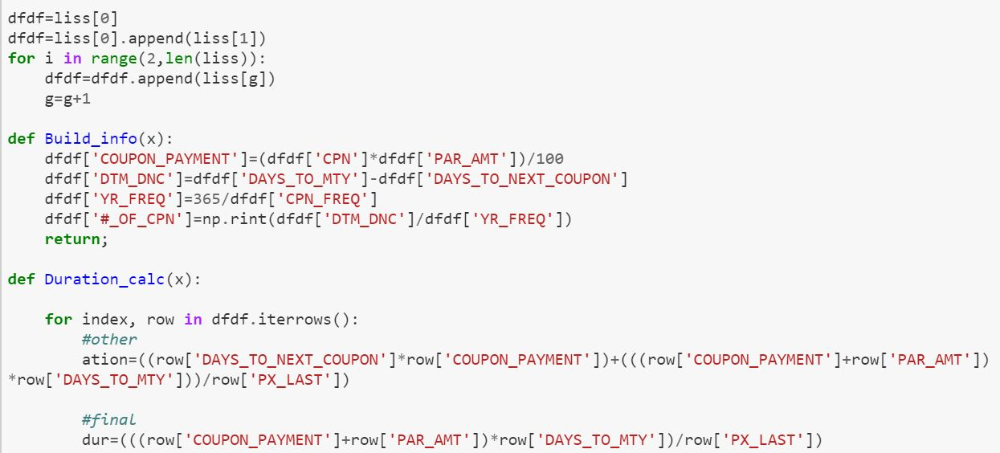 dfdf=liss[0]
dfdf=liss[0].append(liss[1])
for i in range(2,len(liss)):
    dfdf=dfdf.append(liss[g])
    g=g+1

def Build_info(x):
    dfdf['COUPON_PAYMENT']=(dfdf['CPN']*dfdf['PAR_AMT'])/100
    dfdf['DTM_DNC']=dfdf['DAYS_TO_MTY']-dfdf['DAYS_TO_NEXT_COUPON']
    dfdf['YR_FREQ']=365/dfdf['CPN_FREQ']
    dfdf['#_OF_CPN']=np.rint(dfdf['DTM_DNC']/dfdf['YR_FREQ'])
    return;

def Duration_calc(x):

    for index, row in dfdf.iterrows():
        #other
        ation=((row['DAYS_TO_NEXT_COUPON']*row['COUPON_PAYMENT'])+(((row['COUPON_PAYMENT']+row['PAR_AMT'])
*row['DAYS_TO_MTY']))/row['PX_LAST'])

        #final
        dur=(((row['COUPON_PAYMENT']+row['PAR_AMT'])*row['DAYS_TO_MTY'])/row['PX_LAST'])